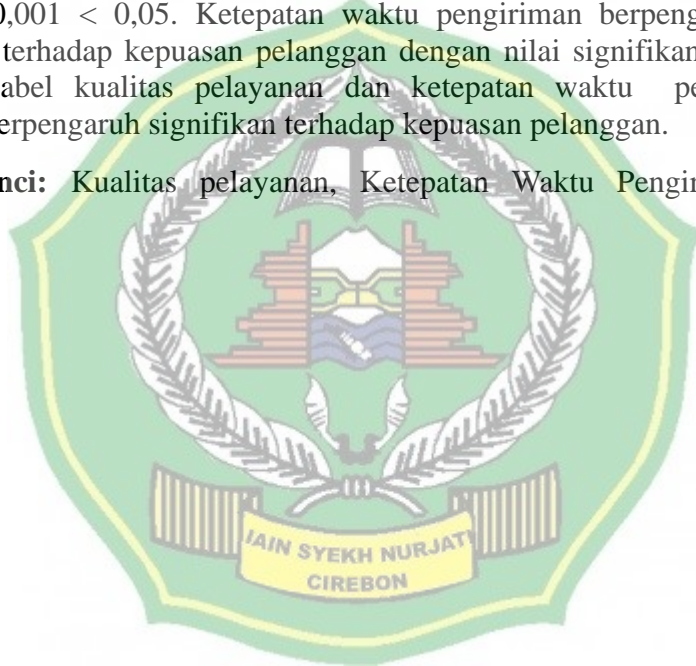 0,001 < 0,05. Ketepatan waktu pengiriman berpeng
terhadap kepuasan pelanggan dengan nilai signifikan
abel kualitas pelayanan dan ketepatan waktu pe
erpengaruh signifikan terhadap kepuasan pelanggan.
nci: Kualitas pelayanan, Ketepatan Waktu Pengir
IAIN SYEKH NURJATI
CIREBON